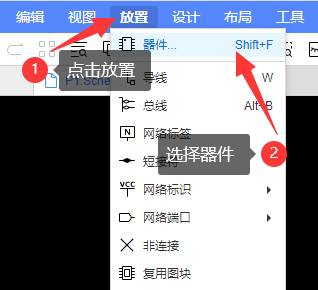 编辑 视图 放置 设计 布局 工具
器件... Shift+F
1 点击放置
P1.Sche
导线 W
总线 Alt+B
网络标签
选择器件 2
短接符
网络标识
网络端口
非连接
复用图块